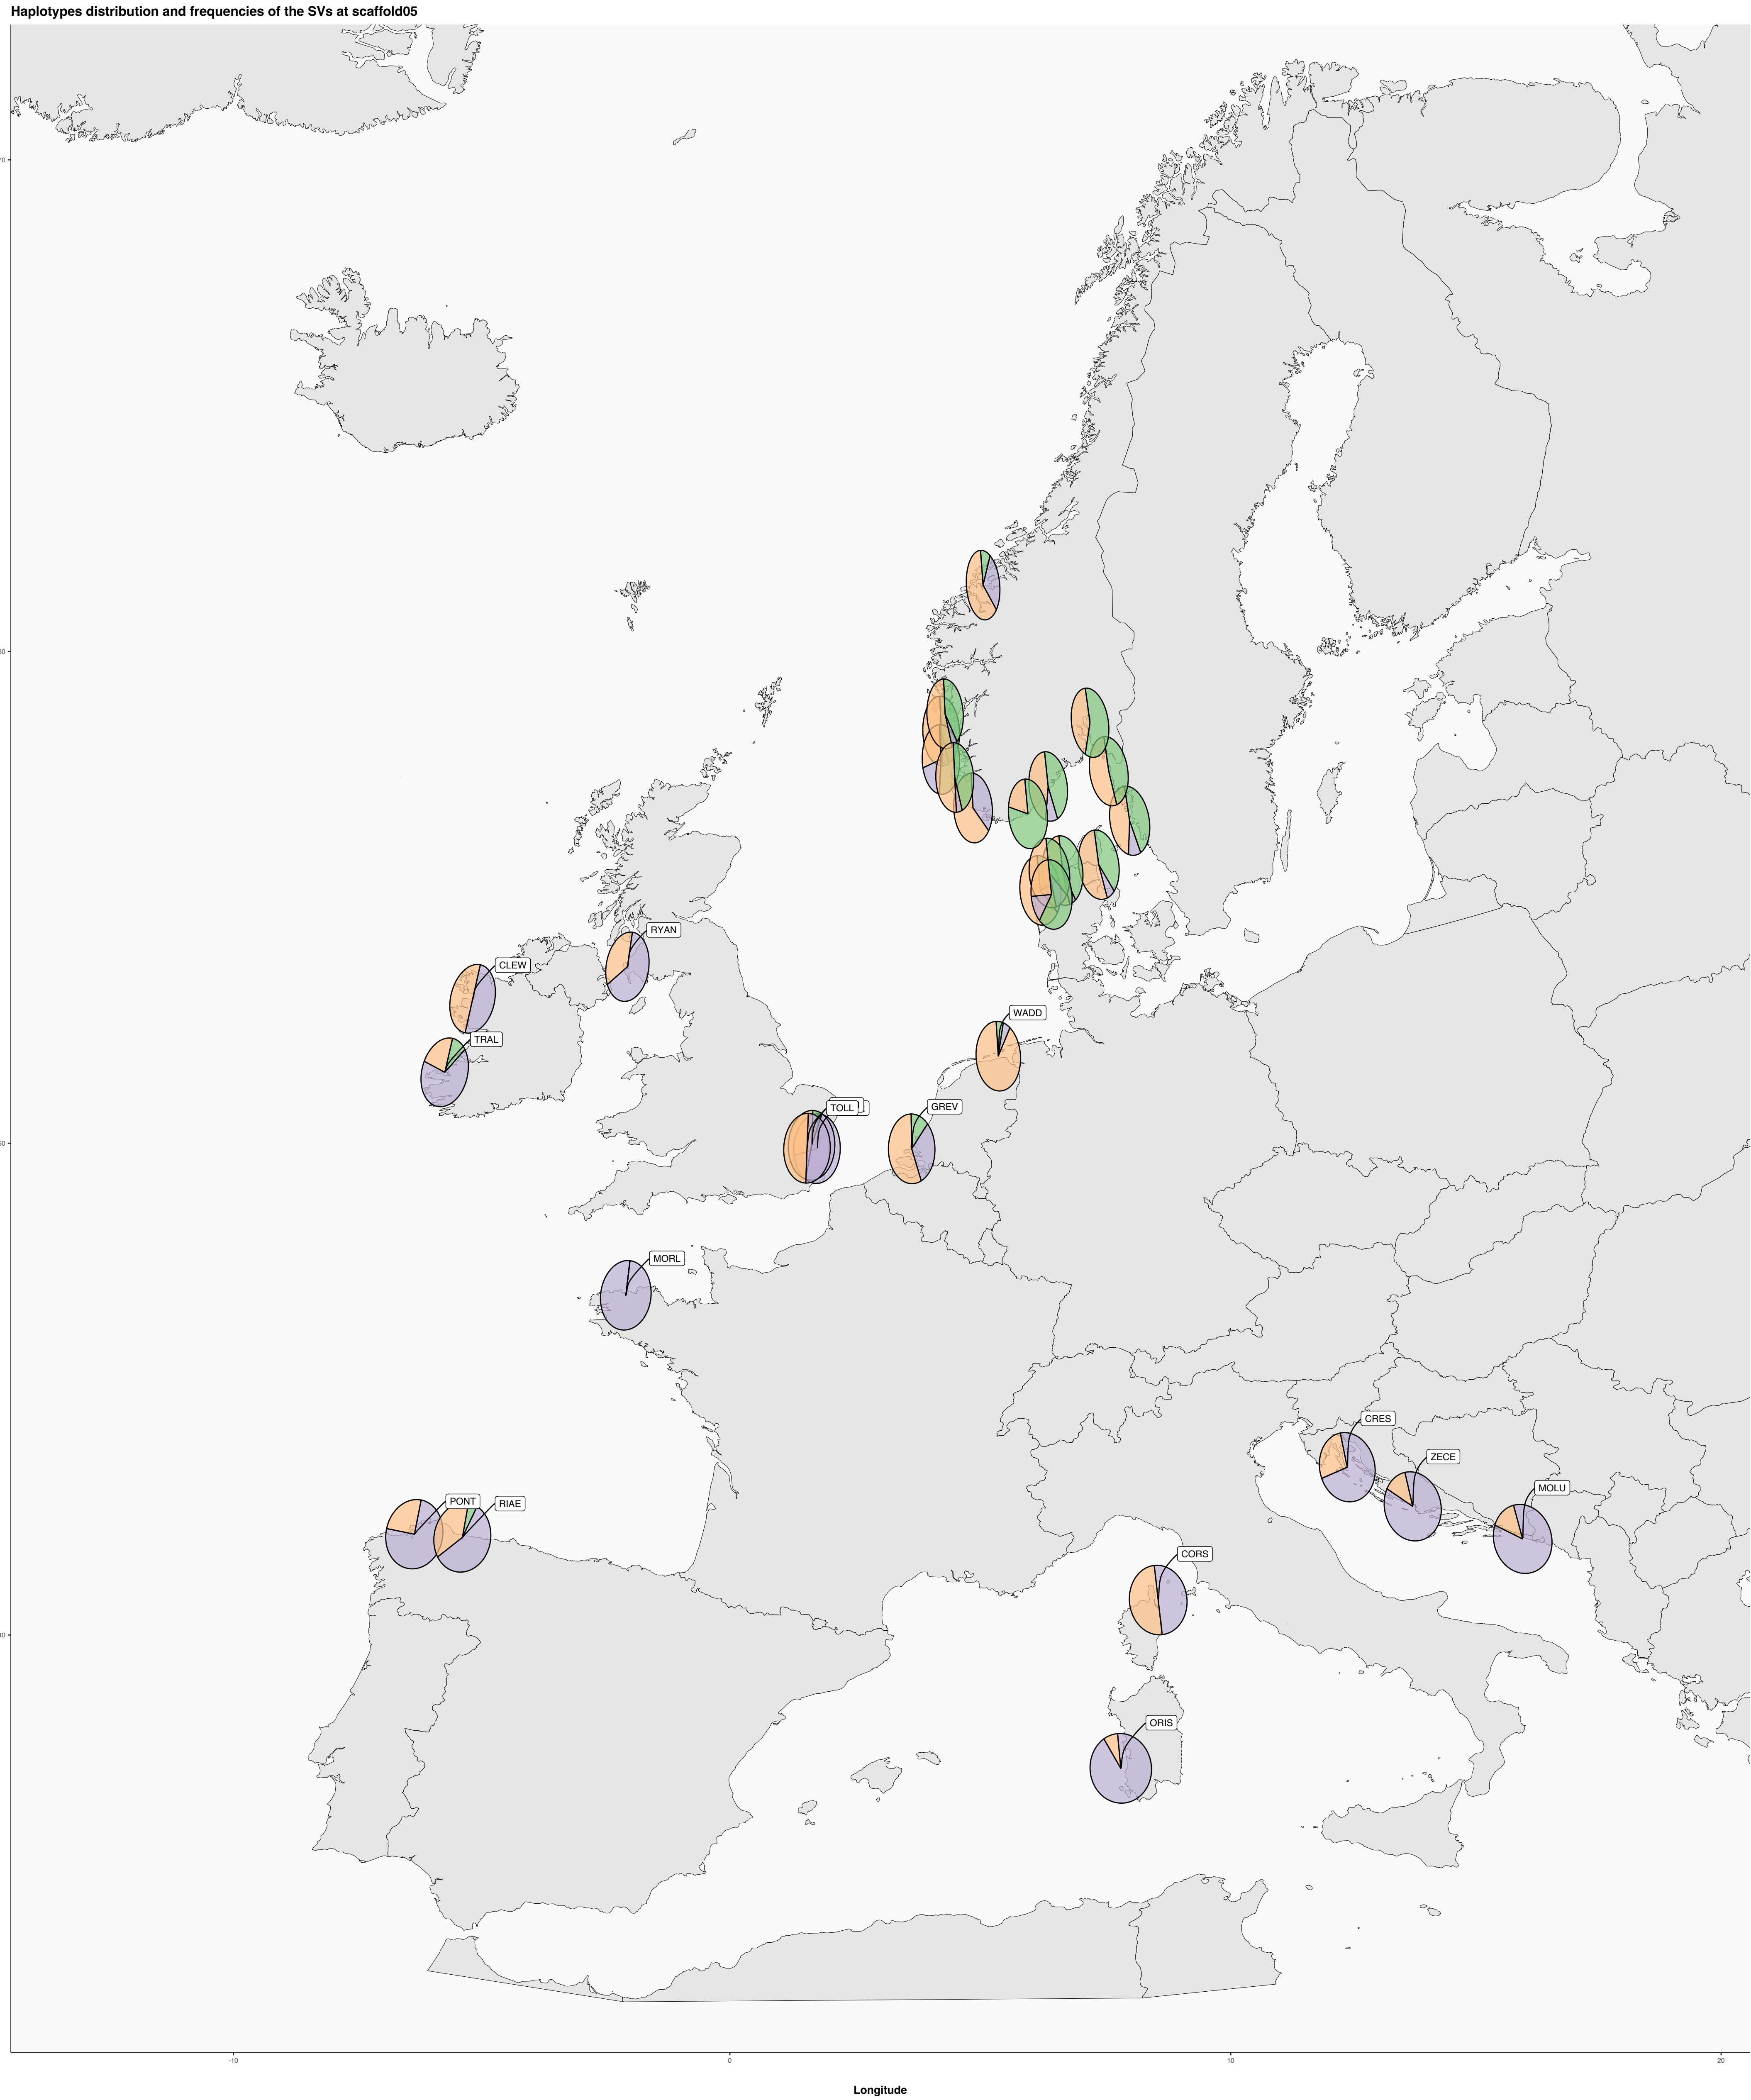 Haplotypes distribution and frequencies of the SVs at scaffold05
RYAN
CLEW
WADD
TRAL
TOLL
GREV
MORL
CRES
ZECE
MOLU
PONT
RIAE
CORS
ORIS
-10
0
10
20
Longitude